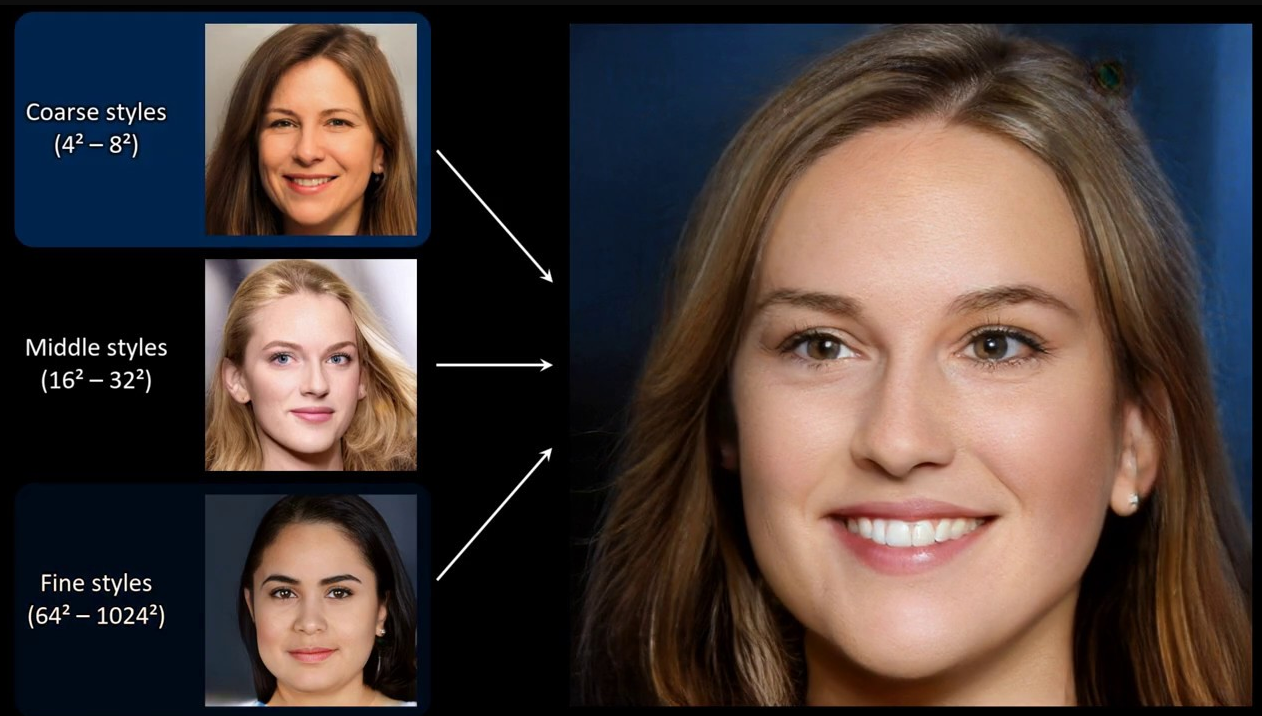 Coarse styles
(4² – 8²)
Middle styles
(16² – 32²)
Fine styles
(64² – 1024²)